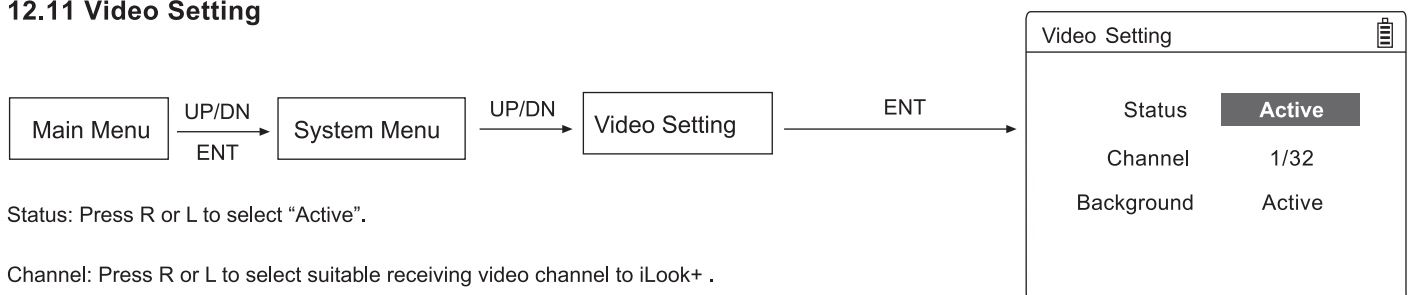 12.11 Video Setting
Main Menu
UP/DN
ENT
System Menu
UP/DN
Video Setting
ENT
Video Setting
Status Active
Channel 1/32
Background Active
Status: Press R or L to select “Active”.
Channel: Press R or L to select suitable receiving video channel to iLook+ .